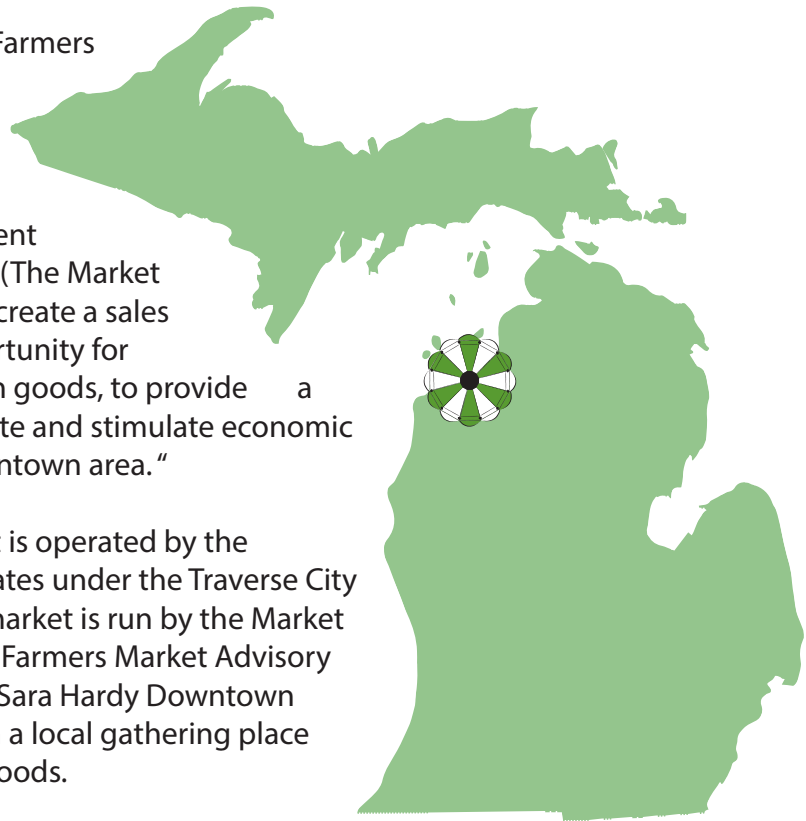 Farmers
ent
(The Market
create a sales
rtunity for
n goods, to provide a
te and stimulate economic
ntown area. “
t is operated by the
ates under the Traverse City
market is run by the Market
Farmers Market Advisory
Sara Hardy Downtown
a local gathering place
oods.